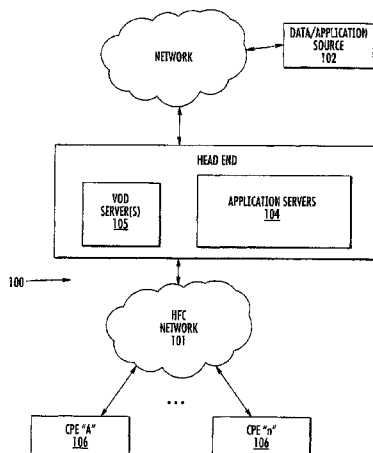 NETWORK
DATA/APPLICATION
SOURCE
102
HEAD END
VOD
SERVER(S)
105
APPLICATION SERVERS
104
100
HFC
NETWORK
101
...
CPE "A"
106
CPE "n"
106